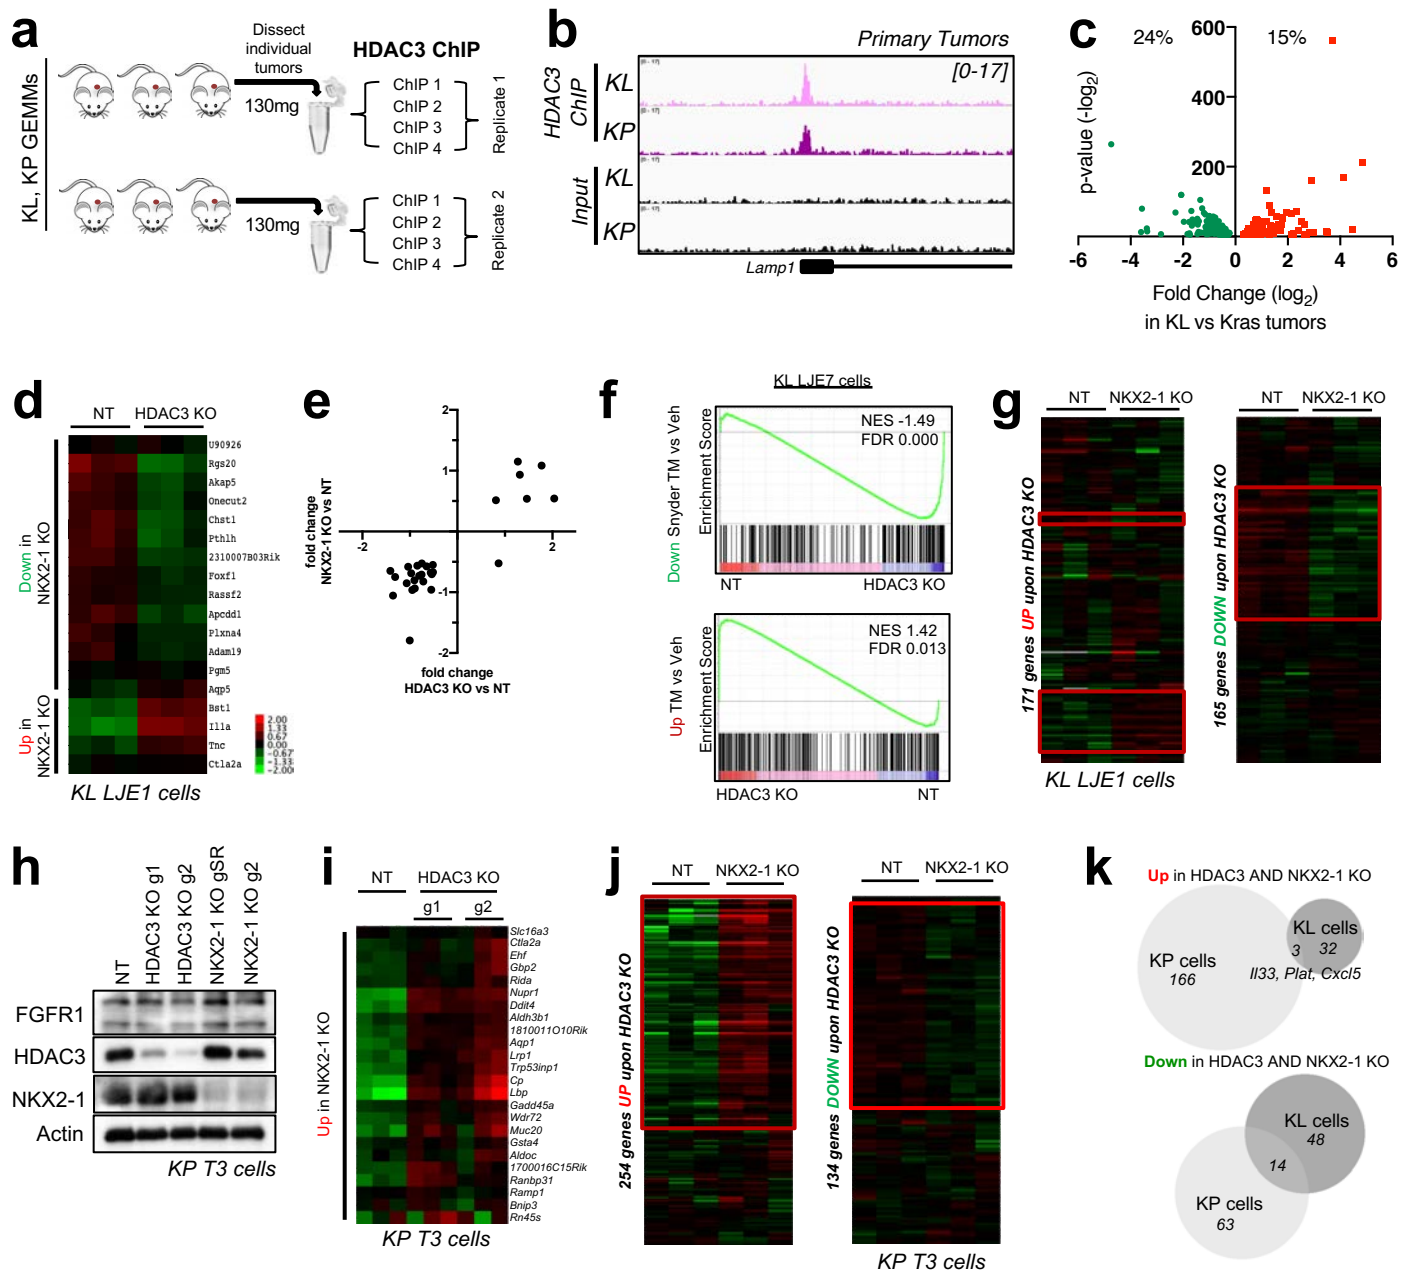 a
KL, KP GEMMs
Dissect
individual
tumors
130mg
HDAC3 ChIP
ChIP 1
ChIP 2
ChIP 3
ChIP 4
Replicate 1
130mg
ChIP 1
ChIP 2
ChIP 3
ChIP 4
Replicate 2
b
Primary Tumors
[0-17]
HDAC3
ChIP
KL
KP
Input
KL
KP
Lamp1
c
24%
15%
p-value (-log2)
600
400
200
-6
-4
-2
0
2
4
6
Fold Change (log2)
in KL vs Kras tumors
d
NT
HDAC3 KO
Down in
NKX2-1 KO
Up in
NKX2-1 KO
U90926
Rgs20
Akap5
Onecut2
Chst1
Pthlh
2310007B03Rik
Foxf1
Rassf2
Apcdd1
Plxna4
Adam19
Pgm5
Aqp5
Bst1
Il1a
Tnc
Ctla2a
2.00
1.33
0.67
0.00
-0.67
-1.33
-2.00
KL LJE1 cells
e
fold change
NKX2-1 KO vs NT
2
1
-1
-2
-2
2
fold change
HDAC3 KO vs NT
f
KL LJE7 cells
Down Snyder TM vs Veh
Enrichment Score
NES -1.49
FDR 0.000
NT
HDAC3 KO
Up TM vs Veh
Enrichment Score
NES 1.42
FDR 0.013
HDAC3 KO
NT
g
NT
NKX2-1 KO
171 genes UP upon HDAC3 KO
NT
NKX2-1 KO
165 genes DOWN upon HDAC3 KO
KL LJE1 cells
h
NT
HDAC3 KO g1
HDAC3 KO g2
NKX2-1 KO gSR
NKX2-1 KO g2
FGFR1
HDAC3
NKX2-1
Actin
KP T3 cells
i
NT
HDAC3 KO
g1
g2
Up in NKX2-1 KO
Slc16a3
Ctla2a
Ehf
Gbp2
Rida
Nupr1
Ddit4
Aldh3b1
1810011O10Rik
Aqp1
Lrp1
Trp53inp1
Cp
Lbp
Gadd45a
Wdr72
Muc20
Gsta4
Aldoc
1700016C15Rik
Ranbp31
Ramp1
Bnip3
Rn45s
KP T3 cells
j
NT
NKX2-1 KO
254 genes UP upon HDAC3 KO
NT
NKX2-1 KO
134 genes DOWN upon HDAC3 KO
KP T3 cells
k
Up in HDAC3 AND NKX2-1 KO
KL cells
3
32
KP cells
166
Il33, Plat, Cxcl5
Down in HDAC3 AND NKX2-1 KO
KL cells
48
14
KP cells
63